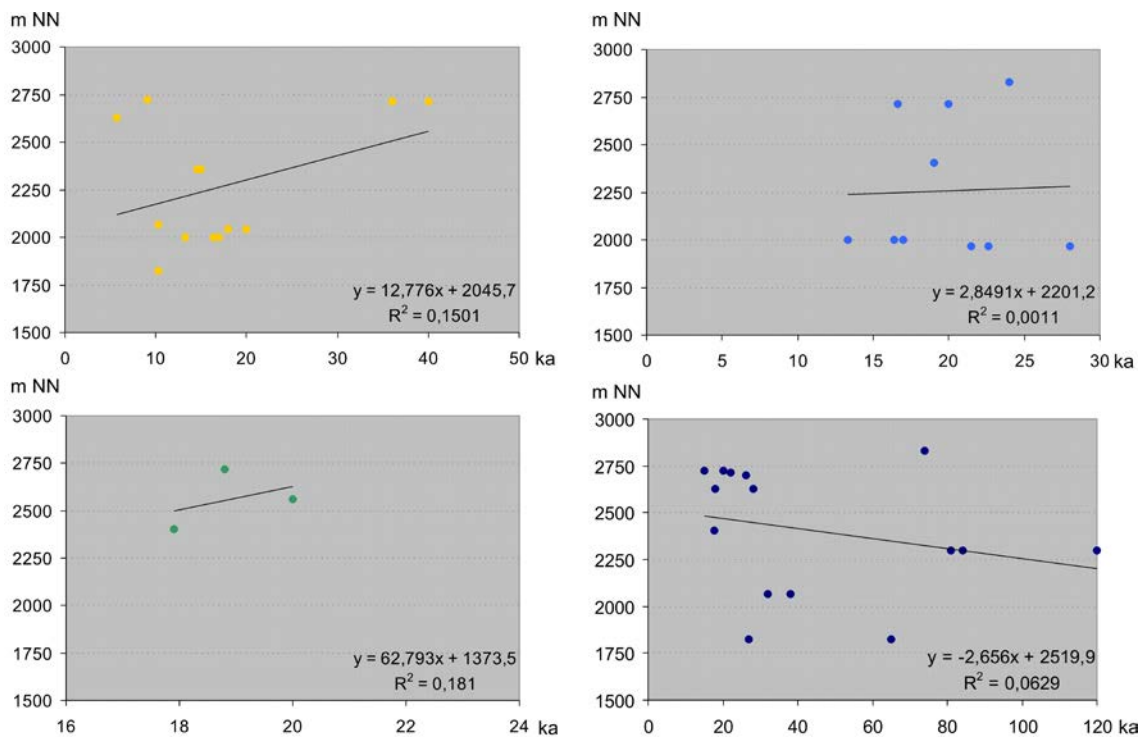 m NN
3000
2750
2500
2250
2000
1750
1500
y = 12,776x + 2045,7
R² = 0,1501
0 10 20 30 40 50 ka
m NN
3000
2750
2500
2250
2000
1750
1500
y = 2,8491x + 2201,2
R² = 0,0011
0 5 10 15 20 25 30 ka
m NN
3000
2750
2500
2250
2000
1750
1500
y = 62,793x + 1373,5
R² = 0,181
16 18 20 22 24 ka
m NN
3000
2750
2500
2250
2000
1750
1500
y = -2,656x + 2519,9
R² = 0,0629
0 20 40 60 80 100 120 ka